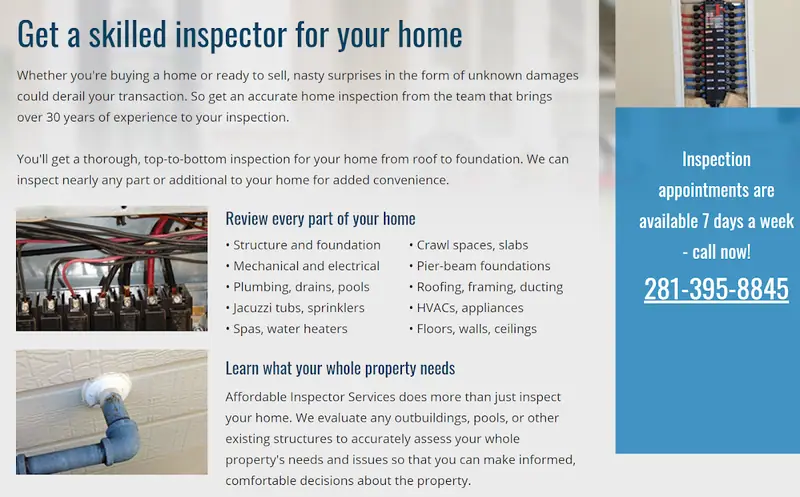 Get a skilled inspector for your home
Whether you're buying a home or ready to sell, nasty surprises in the form of unknown damages
could derail your transaction. So get an accurate home inspection from the team that brings
over 30 years of experience to your inspection.
You'll get a thorough, top-to-bottom inspection for your home from roof to foundation. We can
inspect nearly any part or additional to your home for added convenience.
Review every part of your home
• Structure and foundation
• Mechanical and electrical
• Plumbing, drains, pools
• Jacuzzi tubs, sprinklers
• Spas, water heaters
• Crawl spaces, slabs
• Pier-beam foundations
• Roofing, framing, ducting
• HVACs, appliances
• Floors, walls, ceilings
Learn what your whole property needs
Affordable Inspector Services does more than just inspect
your home. We evaluate any outbuildings, pools, or other
existing structures to accurately assess your whole
property's needs and issues so that you can make informed,
comfortable decisions about the property.
Inspection
appointments are
available 7 days a week
- call now!
281-395-8845